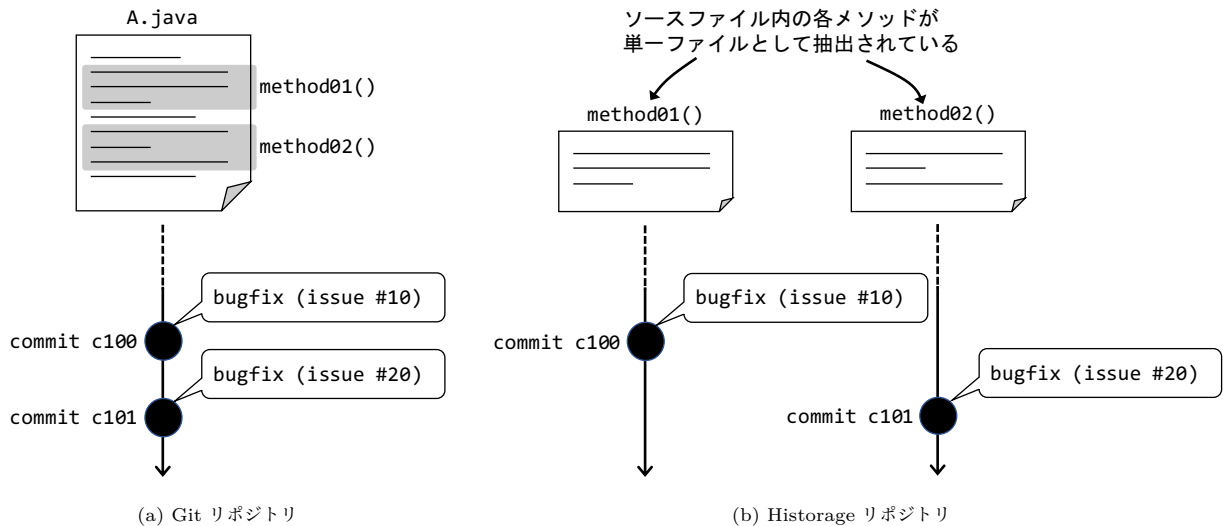 A.java
method01()
method02()
bugfix (issue #10)
commit c100
bugfix (issue #20)
commit c101
(a) Git リポジトリ
ソースファイル内の各メソッドが
単一ファイルとして抽出されている
method01()
method02()
bugfix (issue #10)
commit c100
bugfix (issue #20)
commit c101
(b) Historage リポジトリ